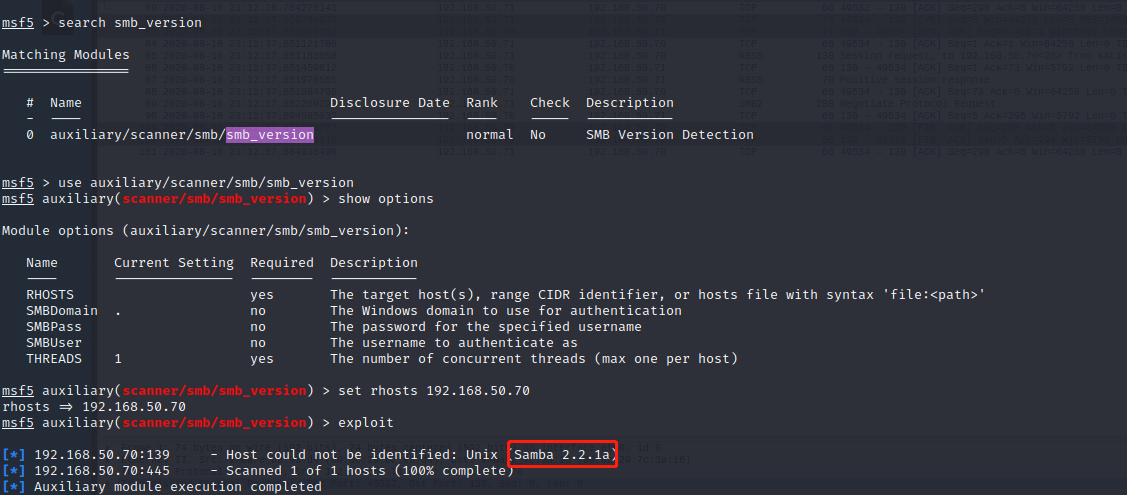 msf5 > search smb_version
Matching Modules
================
# Name Disclosure Date Rank Check Description
- ---- --------------- ---- ----- -----------
0 auxiliary/scanner/smb/smb_version normal No SMB Version Detection
msf5 > use auxiliary/scanner/smb/smb_version
msf5 auxiliary(scanner/smb/smb_version) > show options
Module options (auxiliary/scanner/smb/smb_version):
Name Current Setting Required Description
---- --------------- -------- -----------
RHOSTS yes The target host(s), range CIDR identifier, or hosts file with syntax 'file:<path>'
SMBDomain . no The Windows domain to use for authentication
SMBPass no The password for the specified username
SMBUser no The username to authenticate as
THREADS 1 yes The number of concurrent threads (max one per host)
msf5 auxiliary(scanner/smb/smb_version) > set rhosts 192.168.50.70
rhosts => 192.168.50.70
msf5 auxiliary(scanner/smb/smb_version) > exploit
[*] 192.168.50.70:139 - Host could not be identified: Unix (Samba 2.2.1a)
[*] 192.168.50.70:445 - Scanned 1 of 1 hosts (100% complete)
[*] Auxiliary module execution completed